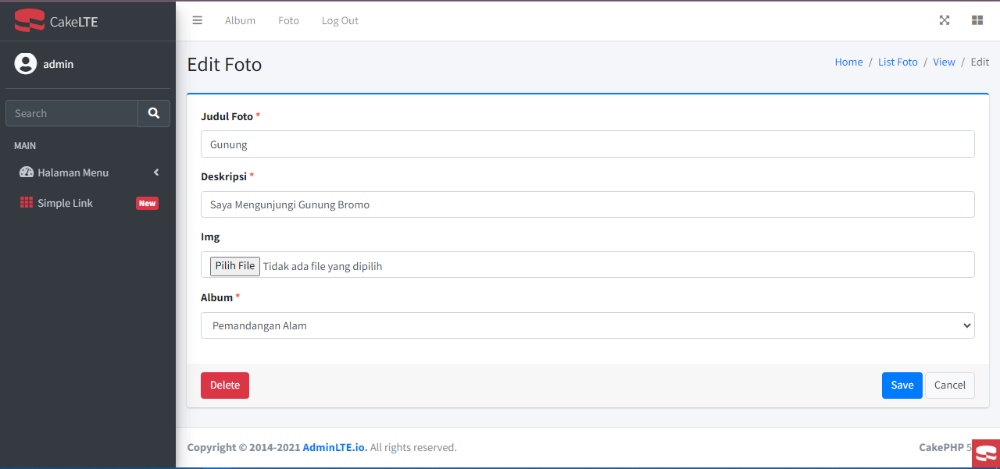 CakeLTE
Album Foto Log Out
admin
Edit Foto
Home / List Foto / View / Edit
Search
MAIN
Halaman Menu
Simple Link New
Judul Foto *
Gunung
Deskripsi *
Saya Mengunjungi Gunung Bromo
Img
Pilih File Tidak ada file yang dipilih
Album *
Pemandangan Alam
Delete Save Cancel
Copyright © 2014-2021 AdminLTE.io. All rights reserved.
CakePHP 5